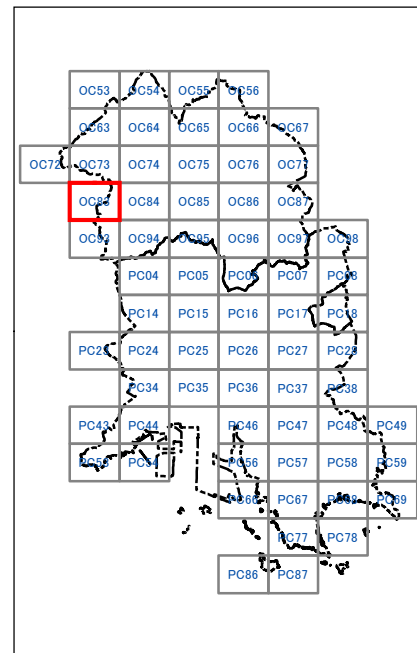 OC53 OC54 OC55 OC56
OC63 OC64 OC65 OC66 OC67
OC72 OC73 OC74 OC75 OC76 OC77
OC83 OC84 OC85 OC86 OC87
OC93 OC94 OC95 OC96 OC97 OC98
PC04 PC05 PC06 PC07 PC08
PC14 PC15 PC16 PC17 PC18
PC23 PC24 PC25 PC26 PC27 PC28
PC34 PC35 PC36 PC37 PC38
PC43 PC44 PC46 PC47 PC48 PC49
PC53 PC54 PC56 PC57 PC58 PC59
PC66 PC67 PC68 PC69
PC77 PC78
PC86 PC87